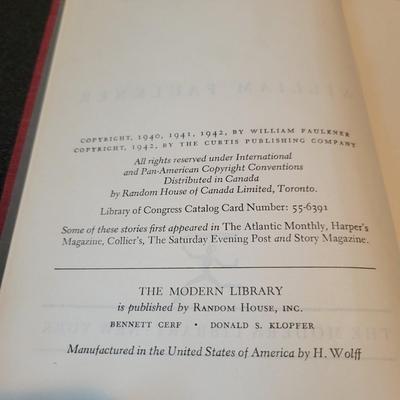 COPYRIGHT, 1940, 1941, 1942, BY WILLIAM FAULKNER
COPYRIGHT, 1942, BY THE CURTIS PUBLISHING COMPANY
All rights reserved under International
and Pan-American Copyright Conventions
Distributed in Canada
by Random House of Canada Limited, Toronto.
Library of Congress Catalog Card Number: 55-6391
Some of these stories first appeared in The Atlantic Monthly, Harper's
Magazine, Collier's, The Saturday Evening Post and Story Magazine.
THE MODERN LIBRARY
is published by RANDOM HOUSE, INC.
BENNETT CERF • DONALD S. KLOPFER
Manufactured in the United States of America by H. Wolff